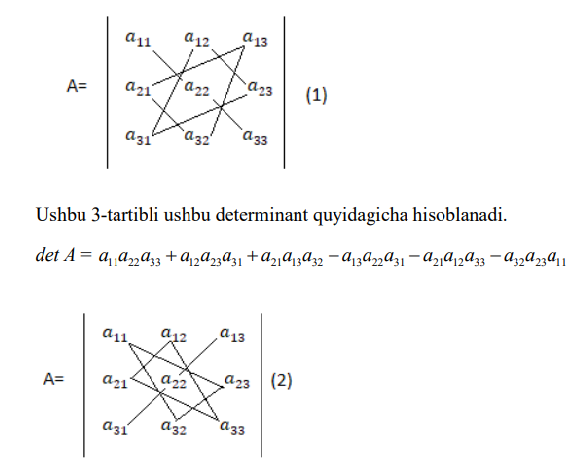 a₁₁ a₁₂ a₁₃
A= a₂₁ a₂₂ a₂₃ (1)
a₃₁ a₃₂ a₃₃
Ushbu 3-tartibli ushbu determinant quyidagicha hisoblanadi.
det A = a₁₁a₂₂a₃₃ + a₁₂a₂₃a₃₁ + a₂₁a₁₃a₃₂ − a₁₃a₂₂a₃₁ − a₂₁a₁₂a₃₃ − a₃₂a₂₃a₁₁
a₁₁ a₁₂ a₁₃
A= a₂₁ a₂₂ a₂₃ (2)
a₃₁ a₃₂ a₃₃